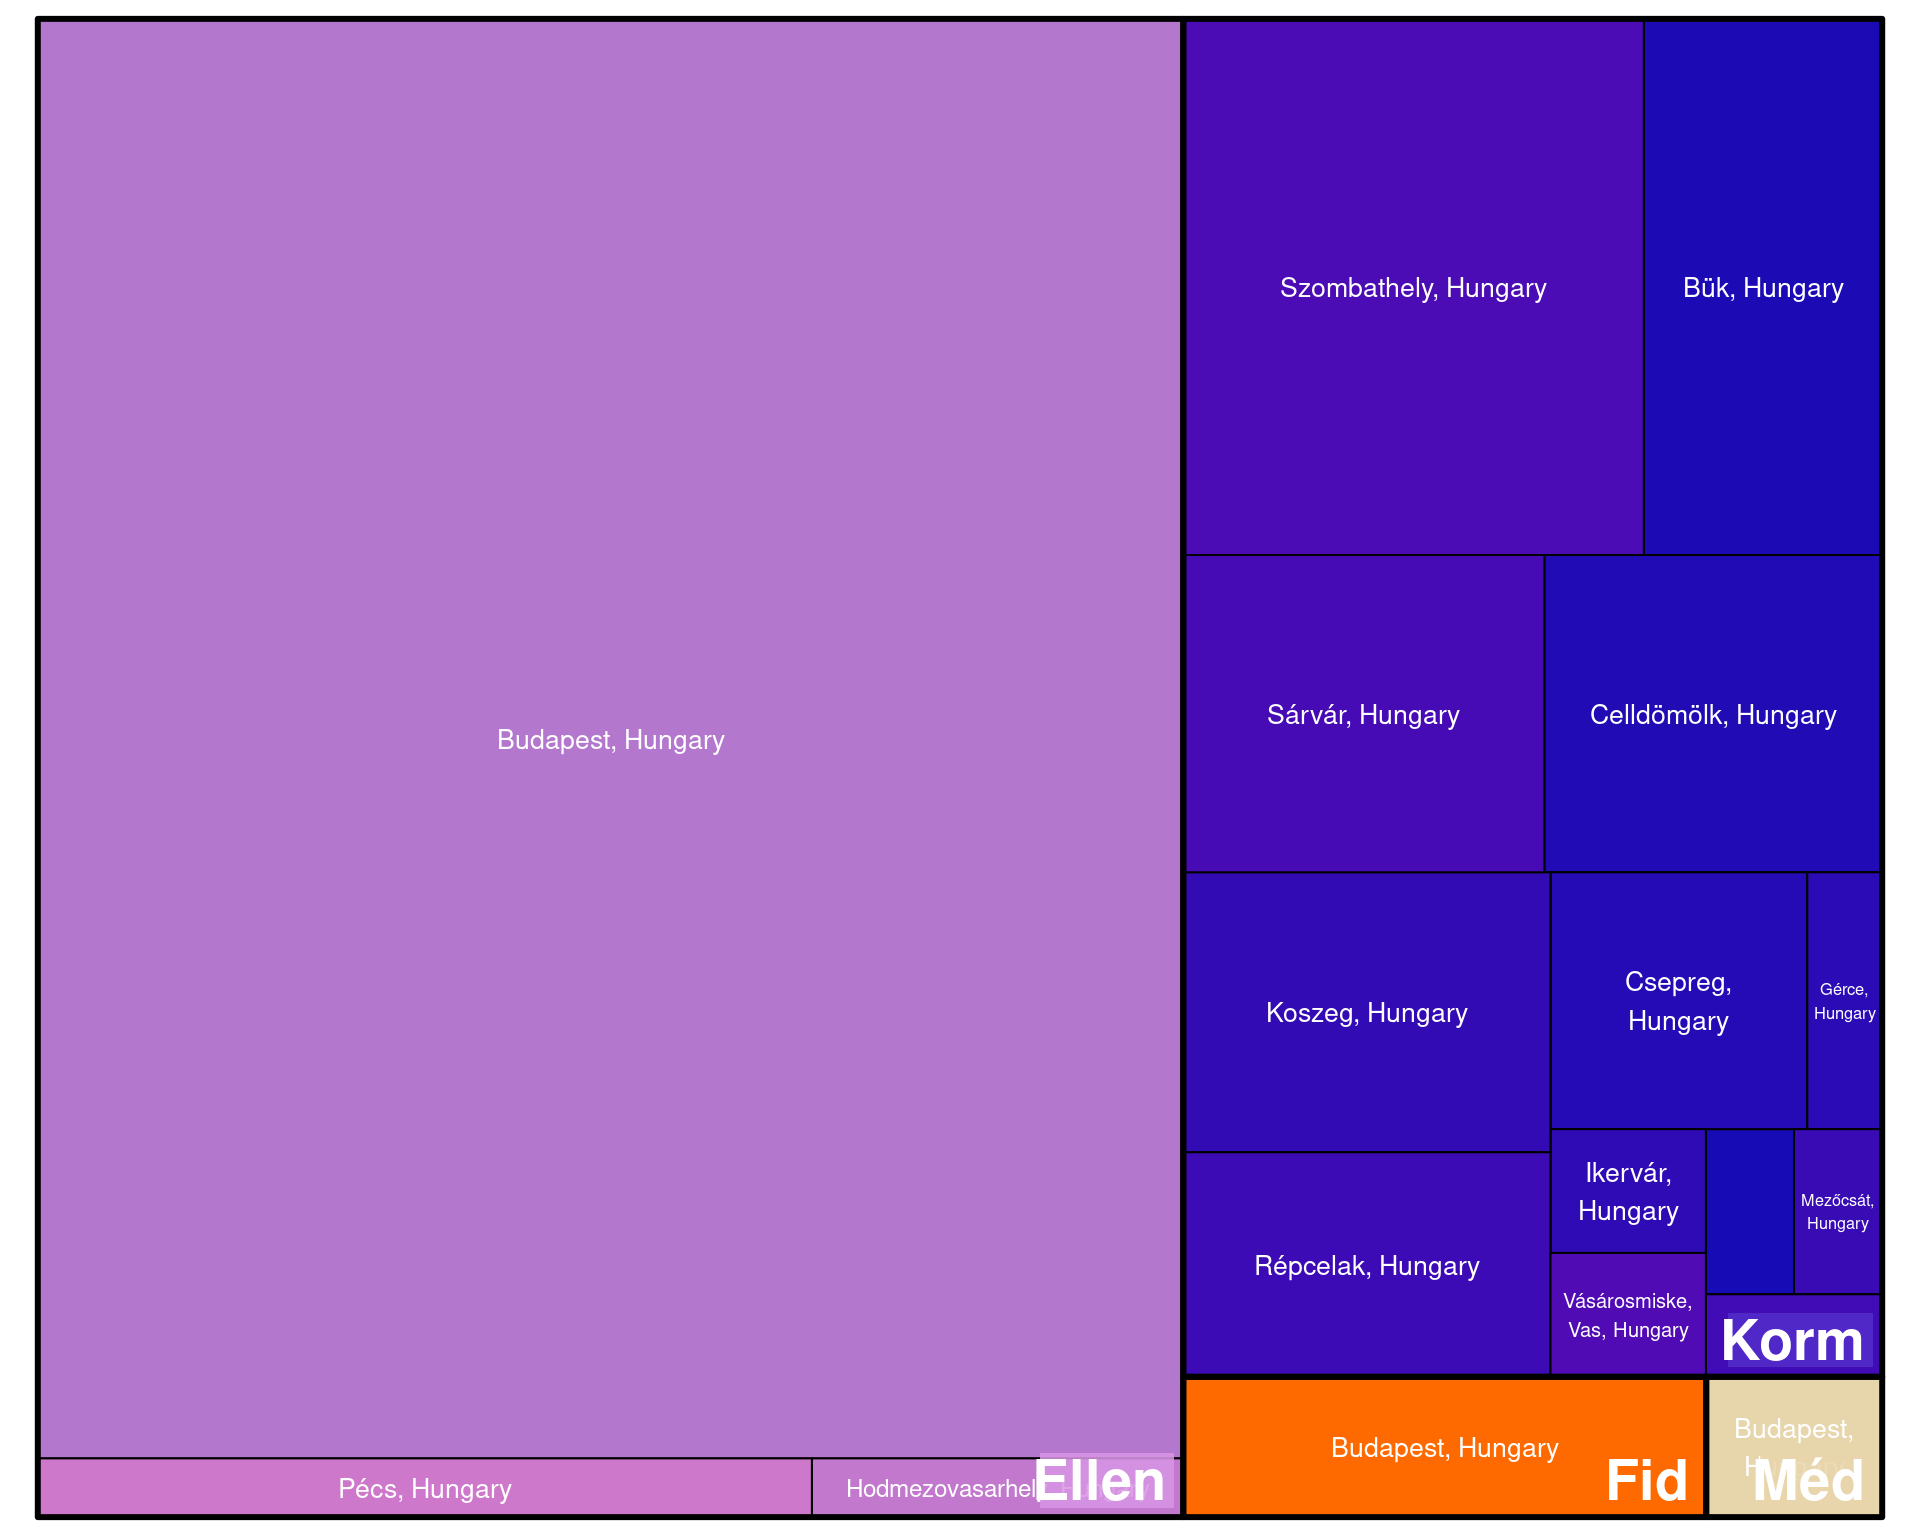 Budapest, Hungary
Pécs, Hungary
Hodmezovasarhely,
Ellen
Szombathely, Hungary
Bük, Hungary
Sárvár, Hungary
Celldömölk, Hungary
Koszeg, Hungary
Csepreg,
Hungary
Gérce,
Hungary
Répcelak, Hungary
Ikervár,
Hungary
Mezőcsát,
Hungary
Vásárosmiske,
Vas, Hungary
Korm
Budapest, Hungary
Fid
Budapest,
Méd